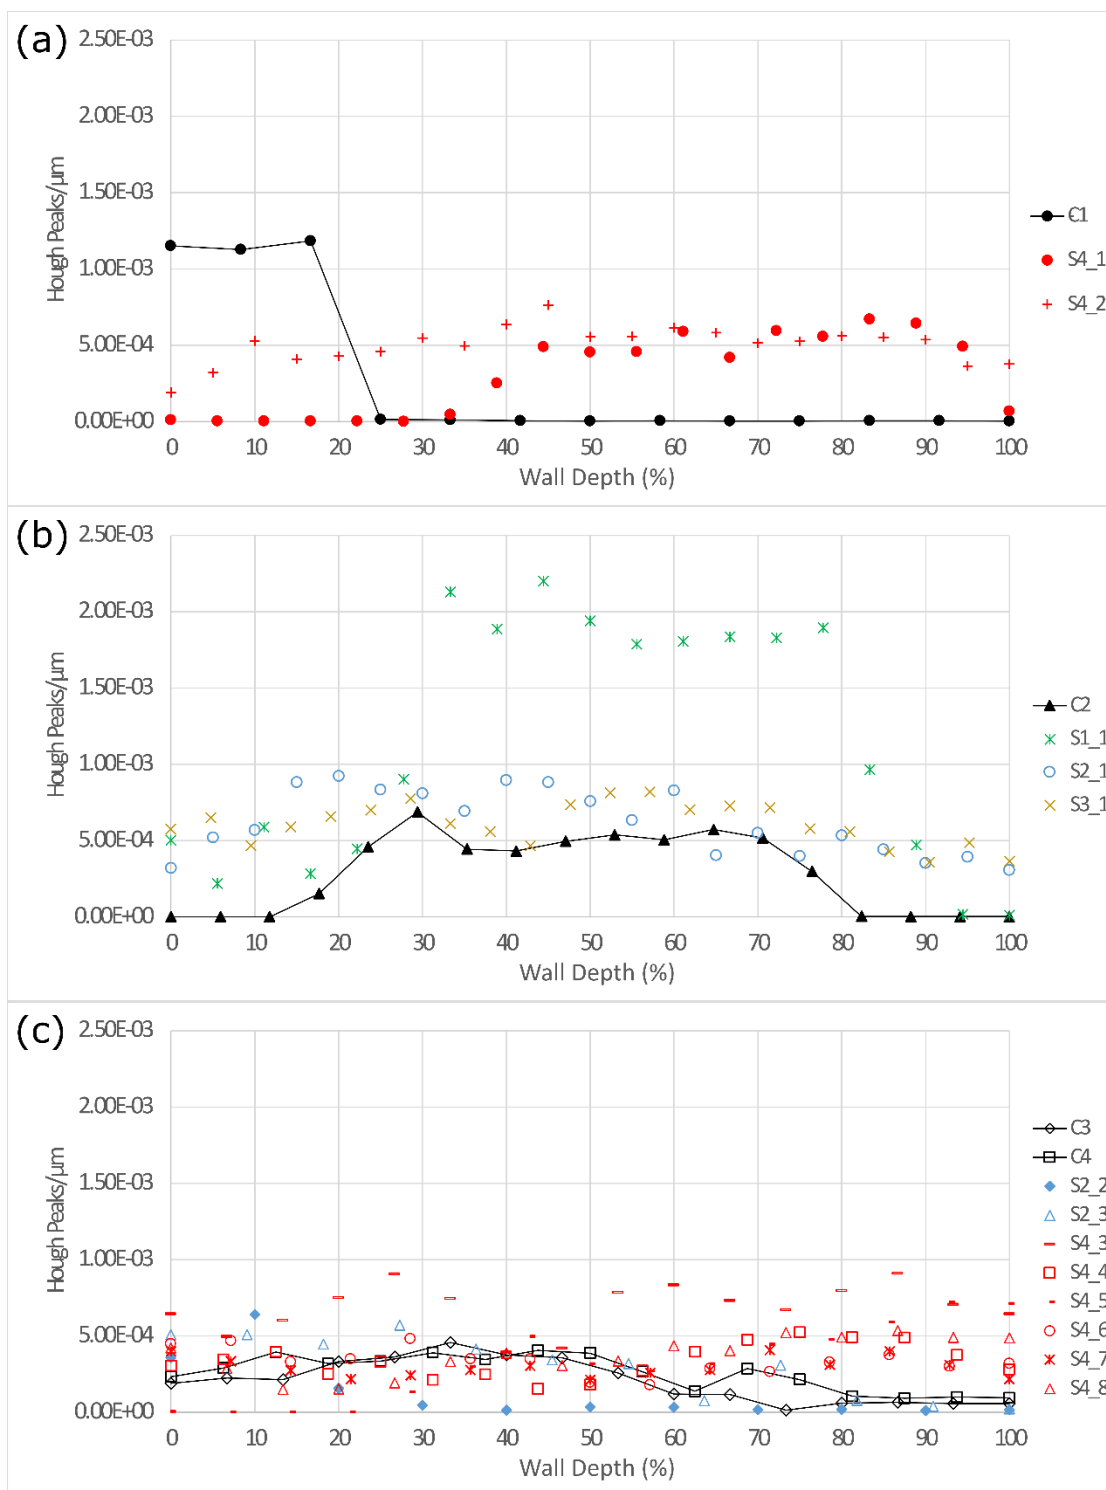 (a)
2.50E-03
2.00E-03
1.50E-03
1.00E-03
5.00E-04
0.00E+00
Hough Peaks/µm
0 10 20 30 40 50 60 70 80 90 100
Wall Depth (%)
C1
S4_1
S4_2
(b)
2.50E-03
2.00E-03
1.50E-03
1.00E-03
5.00E-04
0.00E+00
Hough Peaks/µm
0 10 20 30 40 50 60 70 80 90 100
Wall Depth (%)
C2
S1_1
S2_1
S3_1
(c)
2.50E-03
2.00E-03
1.50E-03
1.00E-03
5.00E-04
0.00E+00
Hough Peaks/µm
0 10 20 30 40 50 60 70 80 90 100
Wall Depth (%)
C3
C4
S2_2
S2_3
S4_3
S4_4
S4_5
S4_6
S4_7
S4_8